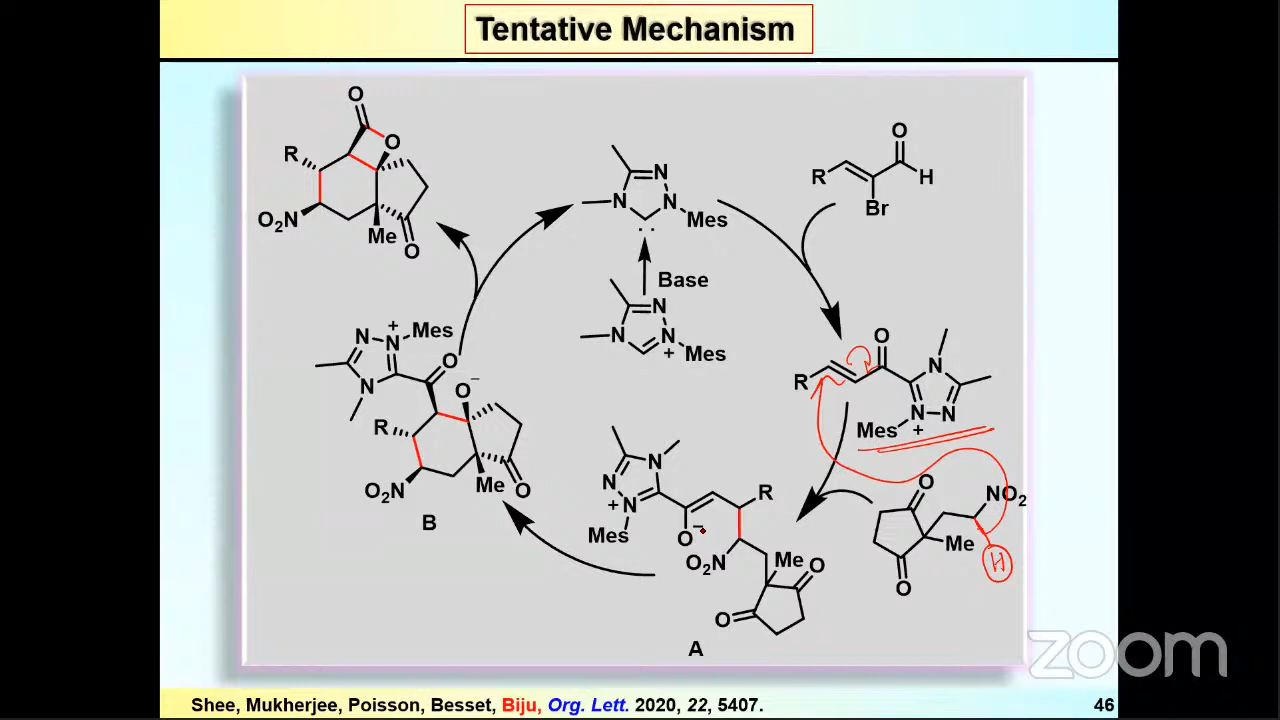 Tentative Mechanism
O
O
R
O2N
Me
O
N
N
N
Mes
Base
N
N
N
+
Mes
O
R
H
Br
O
R
N
N
N
Mes
+
N
N
+
Mes
N
O
O
−
R
O2N
Me
O
B
N
N
N
+
Mes
R
O
−
O2N
Me
O
O
A
O
NO2
Me
O
H
zoom
Shee, Mukherjee, Poisson, Besset, Biju, Org. Lett. 2020, 22, 5407.
46